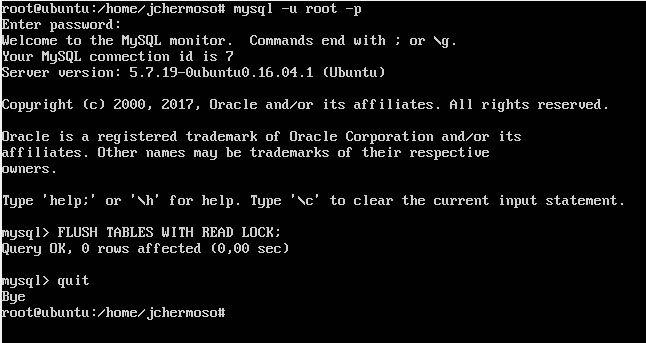 root@ubuntu:/home/jchermoso# mysql -u root -p
Enter password:
Welcome to the MySQL monitor.  Commands end with ; or \g.
Your MySQL connection id is 7
Server version: 5.7.19-0ubuntu0.16.04.1 (Ubuntu)

Copyright (c) 2000, 2017, Oracle and/or its affiliates. All rights reserved.

Oracle is a registered trademark of Oracle Corporation and/or its
affiliates. Other names may be trademarks of their respective
owners.

Type 'help;' or '\h' for help. Type '\c' to clear the current input statement.

mysql> FLUSH TABLES WITH READ LOCK;
Query OK, 0 rows affected (0,00 sec)

mysql> quit
Bye
root@ubuntu:/home/jchermoso#